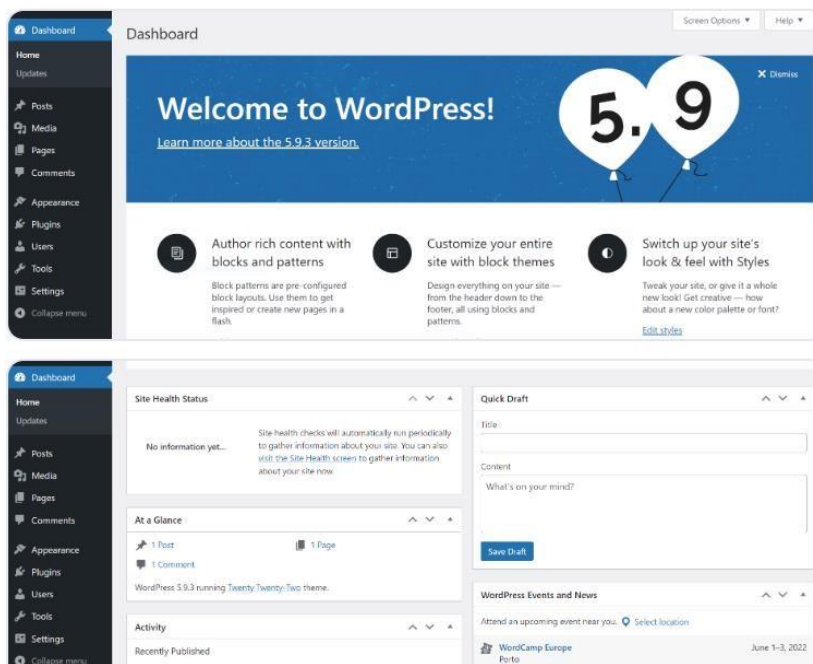 Dashboard
Home
Updates
Posts
Media
Pages
Comments
Appearance
Plugins
Users
Tools
Settings
Collapse menu
Screen Options
Help
Dashboard
Dismiss
Welcome to WordPress!
Learn more about the 5.9.3 version.
5.9
Author rich content with
blocks and patterns
Block patterns are pre-configured
block layouts. Use them to get
inspired or create new pages in a
flash.
Customize your entire
site with block themes
Design everything on your site —
from the header down to the
footer, all using blocks and
patterns.
Switch up your site's
look & feel with Styles
Tweak your site, or give it a whole
new look! Get creative — how
about a new color palette or font?
Edit styles
Dashboard
Home
Updates
Posts
Media
Pages
Comments
Appearance
Plugins
Users
Tools
Settings
Collapse menu
Site Health Status
No information yet...
Site health checks will automatically run periodically
to gather information about your site. You can also
visit the Site Health screen to gather information
about your site now.
At a Glance
1 Post
1 Page
1 Comment
WordPress 5.9.3 running Twenty Twenty-Two theme.
Activity
Recently Published
Quick Draft
Title
Content
What's on your mind?
Save Draft
WordPress Events and News
Attend an upcoming event near you. Select location
WordCamp Europe June 1–3, 2022
Porto